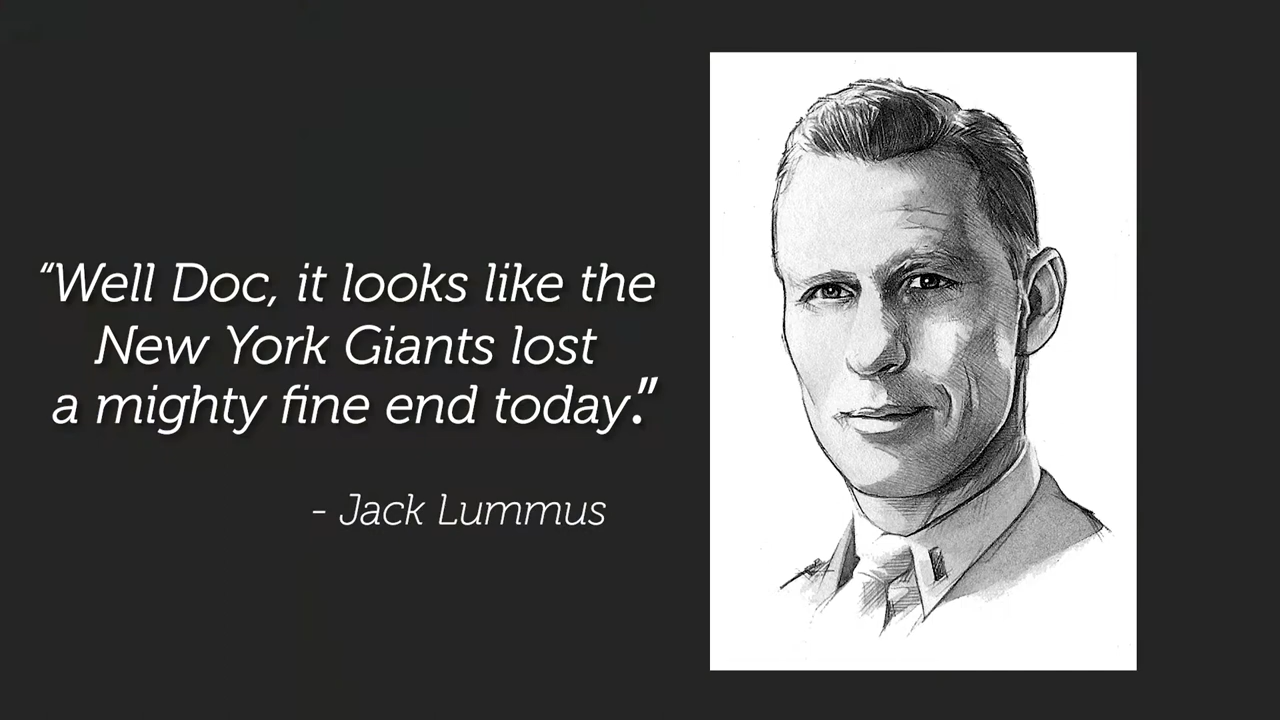 “Well Doc, it looks like the
New York Giants lost
a mighty fine end today.”
- Jack Lummus